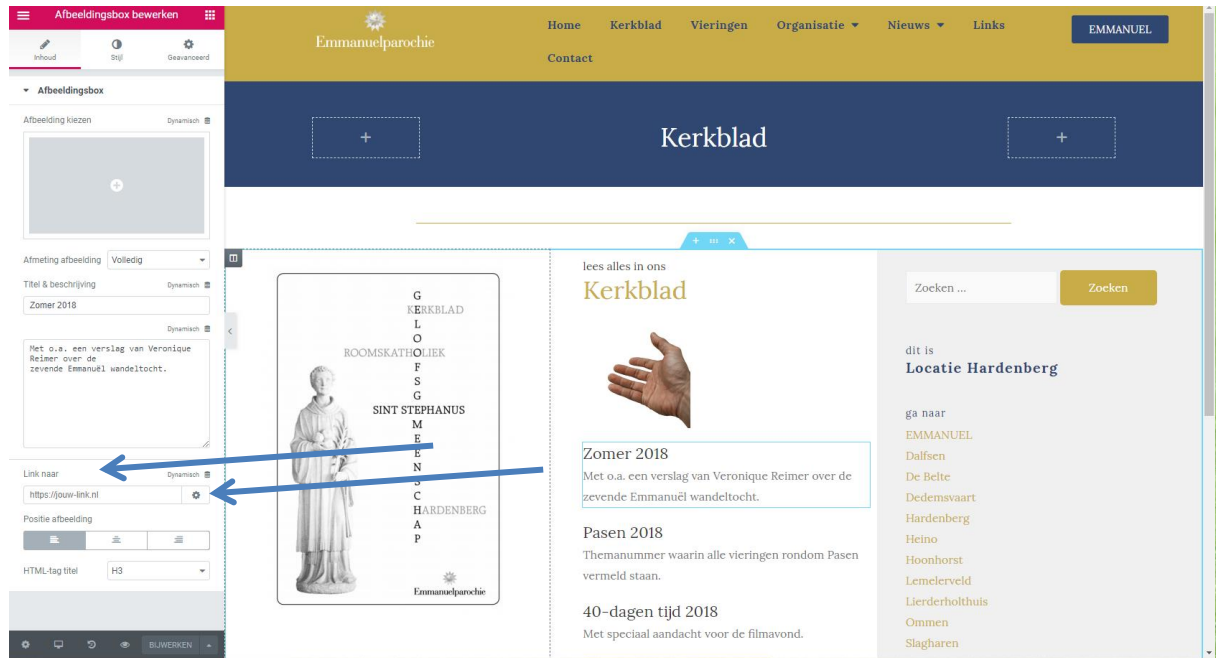 Afbeeldingsbox bewerken
Inhoud
Stijl
Geavanceerd
Afbeeldingsbox
Afbeelding kiezen
Dynamisch
Afmeting afbeelding
Volledig
Titel & beschrijving
Dynamisch
Zomer 2018
Dynamisch
Met o.a. een verslag van Veronique
Reimer over de
zevende Emmanuël wandeltocht.
Link naar
Dynamisch
https://jouw-link.nl
Positie afbeelding
HTML-tag titel
H3
BIJWERKEN
Emmanuelparochie
Home
Kerkblad
Vieringen
Organisatie
Nieuws
Links
Contact
EMMANUEL
Kerkblad
KERKBLAD
ROOMSKATHOLIEK
SINT STEPHANUS
HARDENBERG
GELOOFSGEMEENSCHAP
Emmanuelparochie
lees alles in ons
Kerkblad
Zomer 2018
Met o.a. een verslag van Veronique Reimer over de
zevende Emmanuël wandeltocht.
Pasen 2018
Themanummer waarin alle vieringen rondom Pasen
vermeld staan.
40-dagen tijd 2018
Met speciaal aandacht voor de filmavond.
Zoeken ...
Zoeken
dit is
Locatie Hardenberg
ga naar
EMMANUEL
Dalfsen
De Belte
Dedemsvaart
Hardenberg
Heino
Hoonhorst
Lemelerveld
Lierderholthuis
Ommen
Slagharen